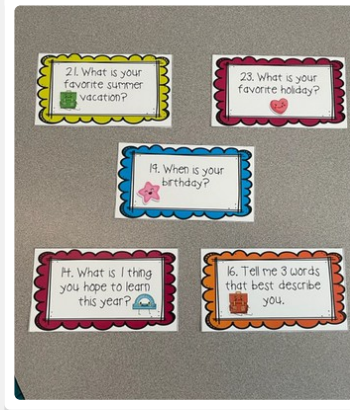 21. What is your
favorite summer
vacation?
23. What is your
favorite holiday?
19. When is your
birthday?
14. What is 1 thing
you hope to learn
this year?
16. Tell me 3 words
that best describe
you.